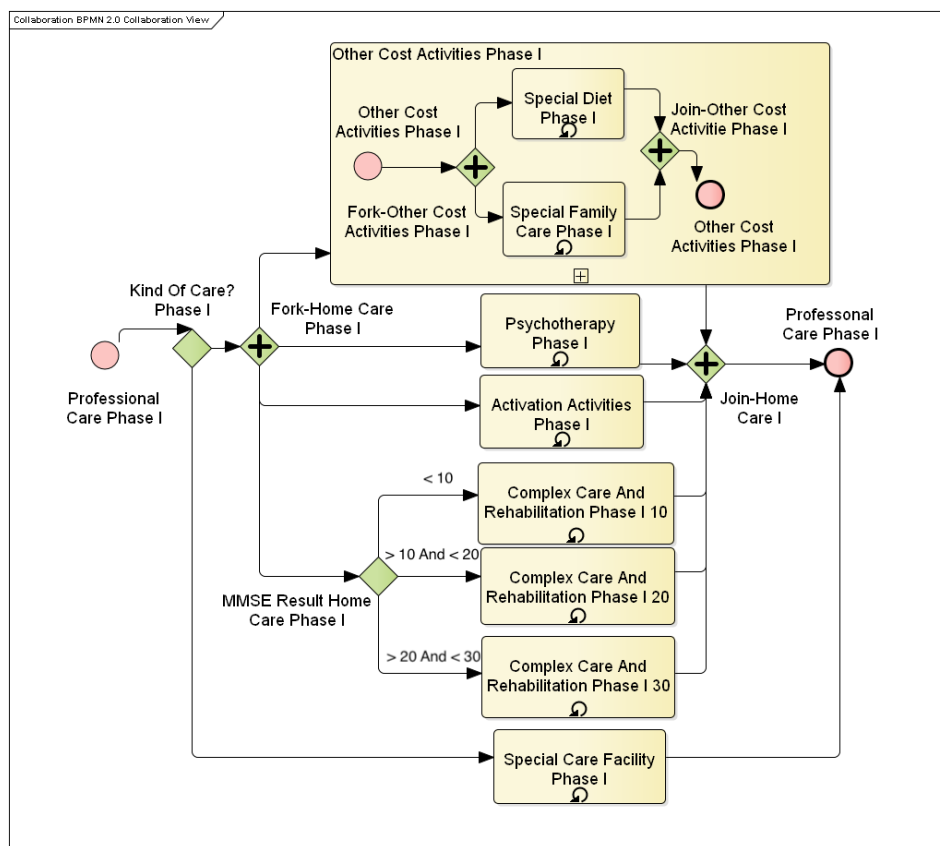 Collaboration BPMN 2.0 Collaboration View
Other Cost Activities Phase I
Other Cost
Activities Phase I
Special Diet
Phase I
Join-Other Cost
Activitie Phase I
Fork-Other Cost
Activities Phase I
Special Family
Care Phase I
Other Cost
Activities Phase I
Kind Of Care?
Phase I
Fork-Home Care
Phase I
Psychotherapy
Phase I
Professonal
Care Phase I
Professional
Care Phase I
Activation Activities
Phase I
Join-Home
Care I
< 10
Complex Care And
Rehabilitation Phase I 10
> 10 And < 20
Complex Care And
Rehabilitation Phase I 20
MMSE Result Home
Care Phase I
> 20 And < 30
Complex Care And
Rehabilitation Phase I 30
Special Care Facility
Phase I